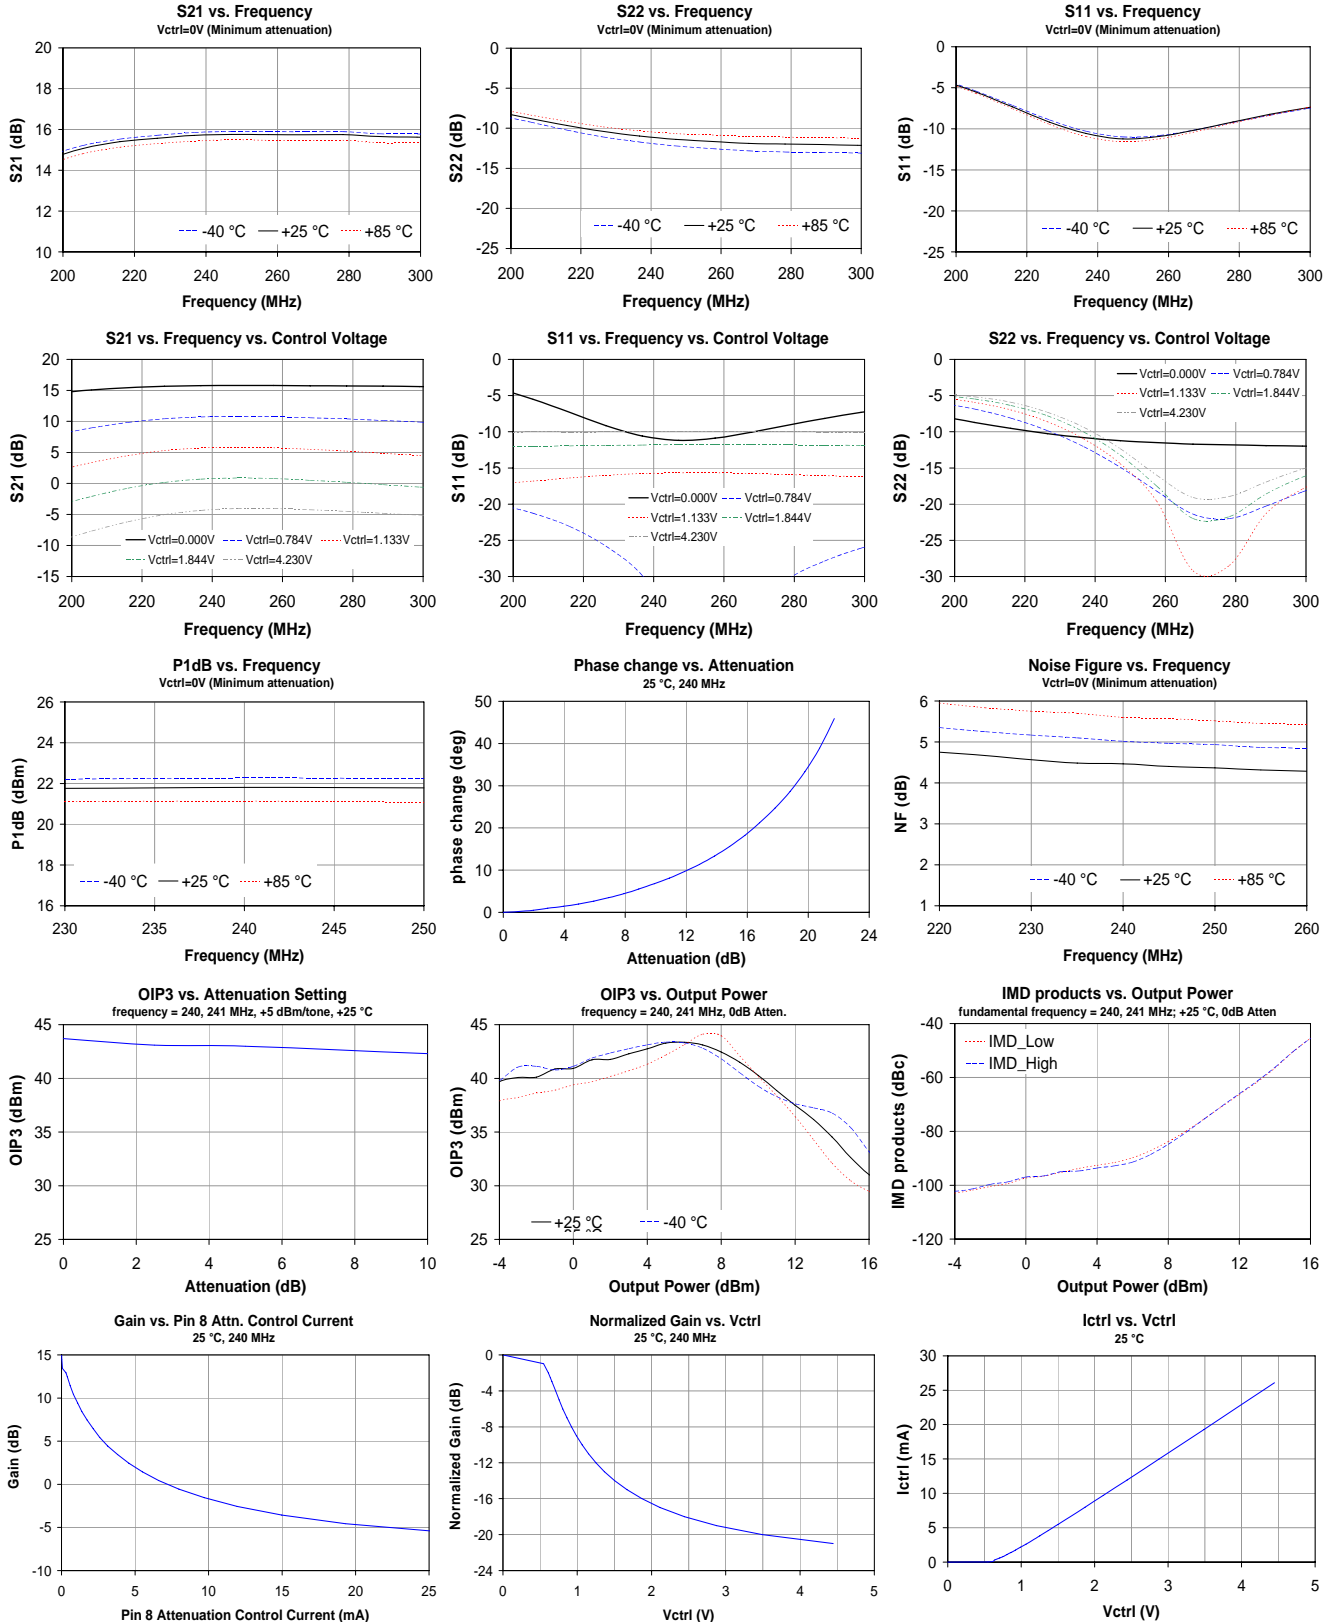 S21 vs. Frequency
Vctrl=0V (Minimum attenuation)
20
18
16
14
12
10
S21 (dB)
-40 °C +25 °C +85 °C
200 220 240 260 280 300
Frequency (MHz)
S22 vs. Frequency
Vctrl=0V (Minimum attenuation)
0
-5
-10
-15
-20
-25
S22 (dB)
-40 °C +25 °C +85 °C
200 220 240 260 280 300
Frequency (MHz)
S11 vs. Frequency
Vctrl=0V (Minimum attenuation)
0
-5
-10
-15
-20
-25
S11 (dB)
-40 °C +25 °C +85 °C
200 220 240 260 280 300
Frequency (MHz)
S21 vs. Frequency vs. Control Voltage
20
15
10
5
0
-5
-10
-15
S21 (dB)
Vctrl=0.000V Vctrl=0.784V Vctrl=1.133V
Vctrl=1.844V Vctrl=4.230V
200 220 240 260 280 300
Frequency (MHz)
S11 vs. Frequency vs. Control Voltage
0
-5
-10
-15
-20
-25
-30
S11 (dB)
Vctrl=0.000V Vctrl=0.784V
Vctrl=1.133V Vctrl=1.844V
Vctrl=4.230V
200 220 240 260 280 300
Frequency (MHz)
S22 vs. Frequency vs. Control Voltage
0
-5
-10
-15
-20
-25
-30
S22 (dB)
Vctrl=0.000V Vctrl=0.784V
Vctrl=1.133V Vctrl=1.844V
Vctrl=4.230V
200 220 240 260 280 300
Frequency (MHz)
P1dB vs. Frequency
Vctrl=0V (Minimum attenuation)
26
24
22
20
18
16
P1dB (dBm)
-40 °C +25 °C +85 °C
230 235 240 245 250
Frequency (MHz)
Phase change vs. Attenuation
25 °C, 240 MHz
50
40
30
20
10
0
phase change (deg)
0 4 8 12 16 20 24
Attenuation (dB)
Noise Figure vs. Frequency
Vctrl=0V (Minimum attenuation)
6
5
4
3
2
1
NF (dB)
-40 °C +25 °C +85 °C
220 230 240 250 260
Frequency (MHz)
OIP3 vs. Attenuation Setting
frequency = 240, 241 MHz, +5 dBm/tone, +25 °C
45
40
35
30
25
OIP3 (dBm)
0 2 4 6 8 10
Attenuation (dB)
OIP3 vs. Output Power
frequency = 240, 241 MHz, 0dB Atten.
45
40
35
30
25
OIP3 (dBm)
+25 °C -40 °C
-4 0 4 8 12 16
Output Power (dBm)
IMD products vs. Output Power
fundamental frequency = 240, 241 MHz; +25 °C, 0dB Atten
-40
-60
-80
-100
-120
IMD products (dBc)
IMD_Low
IMD_High
-4 0 4 8 12 16
Output Power (dBm)
Gain vs. Pin 8 Attn. Control Current
25 °C, 240 MHz
15
10
5
0
-5
-10
Gain (dB)
0 5 10 15 20 25
Pin 8 Attenuation Control Current (mA)
Normalized Gain vs. Vctrl
25 °C, 240 MHz
0
-4
-8
-12
-16
-20
-24
Normalized Gain (dB)
0 1 2 3 4 5
Vctrl (V)
Ictrl vs. Vctrl
25 °C
30
25
20
15
10
5
0
Ictrl (mA)
0 1 2 3 4 5
Vctrl (V)